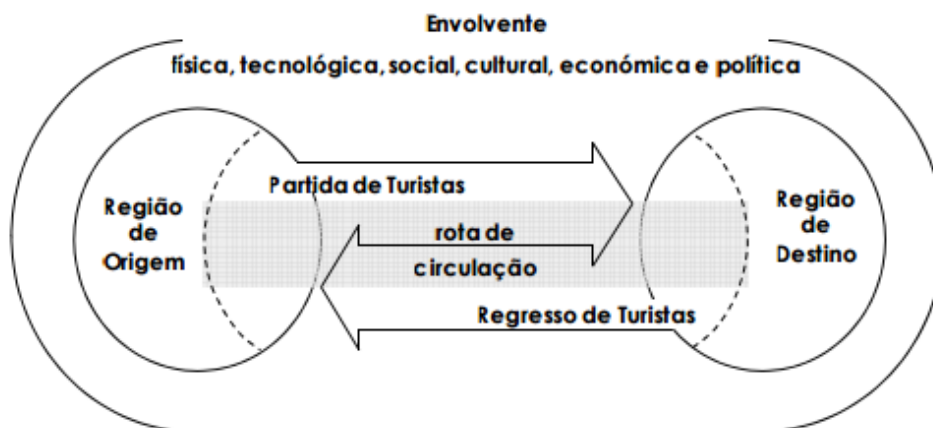 Envolvente
física, tecnológica, social, cultural, económica e política
Partida de Turistas
Região
de
Origem
rota de
circulação
Região
de
Destino
Regresso de Turistas